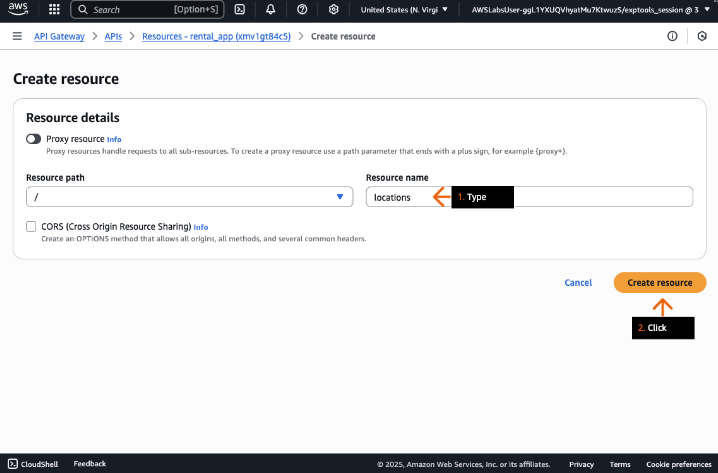 aws
Search [Option+S] United States (N. Virgi AWSLabsUser-ggL1YXUQVhyatMu7KtwuzS/exptools_session @ 3
API Gateway > APIs > Resources - rental_app (xmv1gt84c5) > Create resource
Create resource
Resource details
Proxy resource Info
Proxy resources handle requests to all sub-resources. To create a proxy resource use a path parameter that ends with a plus sign, for example {proxy+}.
Resource path Resource name
/ locations 1. Type
CORS (Cross Origin Resource Sharing) Info
Create an OPTIONS method that allows all origins, all methods, and several common headers.
Cancel Create resource
2. Click
CloudShell Feedback © 2025, Amazon Web Services, Inc. or its affiliates. Privacy Terms Cookie preferences